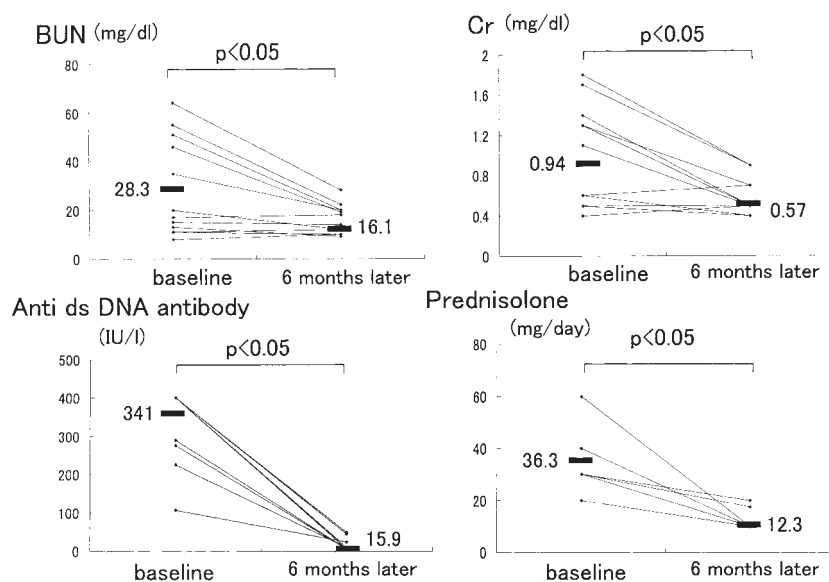 BUN (mg/dl)
p<0.05
80
60
40
20
0
28.3
16.1
baseline
6 months later
Cr (mg/dl)
p<0.05
2
1.6
1.2
0.8
0.4
0
0.94
0.57
baseline
6 months later
Anti ds DNA antibody
(IU/l)
p<0.05
500
400
300
200
100
0
341
15.9
baseline
6 months later
Prednisolone
(mg/day)
p<0.05
80
60
40
20
0
36.3
12.3
baseline
6 months later